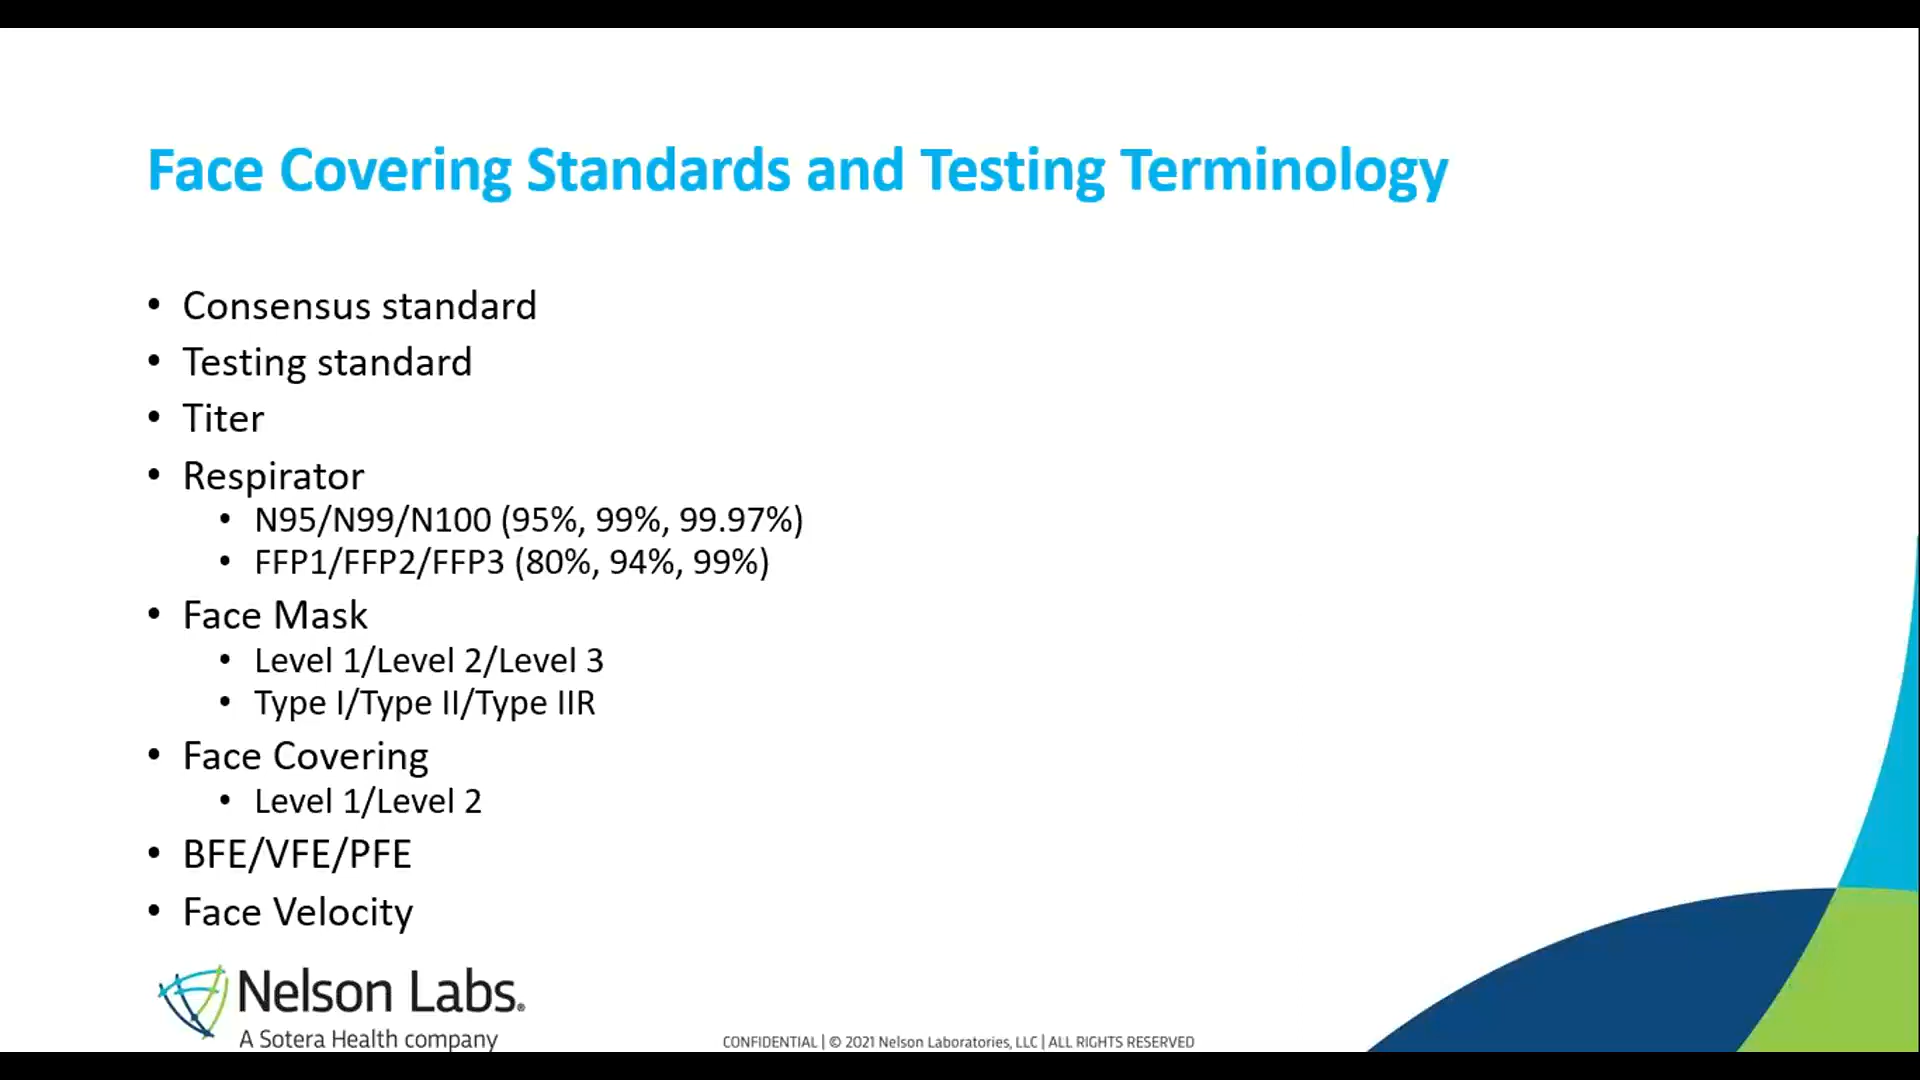 Face Covering Standards and Testing Terminology
• Consensus standard
• Testing standard
• Titer
• Respirator
• N95/N99/N100 (95%, 99%, 99.97%)
• FFP1/FFP2/FFP3 (80%, 94%, 99%)
• Face Mask
• Level 1/Level 2/Level 3
• Type I/Type II/Type IIR
• Face Covering
• Level 1/Level 2
• BFE/VFE/PFE
• Face Velocity
Nelson Labs®
A Sotera Health company
CONFIDENTIAL | © 2021 Nelson Laboratories, LLC | ALL RIGHTS RESERVED